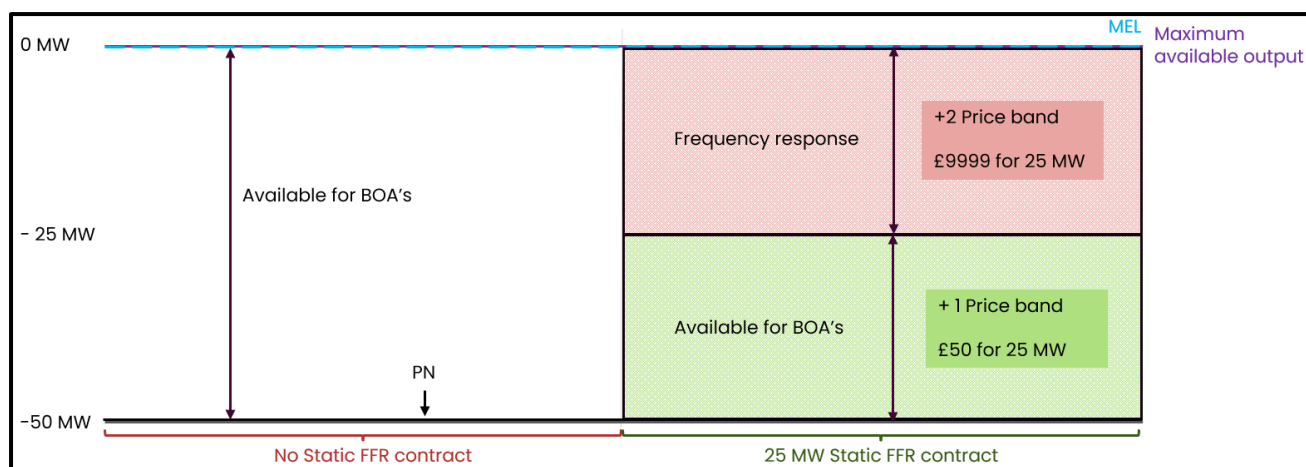 MEL
0 MW
Maximum
available output
+2 Price band
Frequency response
£9999 for 25 MW
Available for BOA’s
- 25 MW
+ 1 Price band
Available for BOA’s
£50 for 25 MW
PN
-50 MW
No Static FFR contract
25 MW Static FFR contract